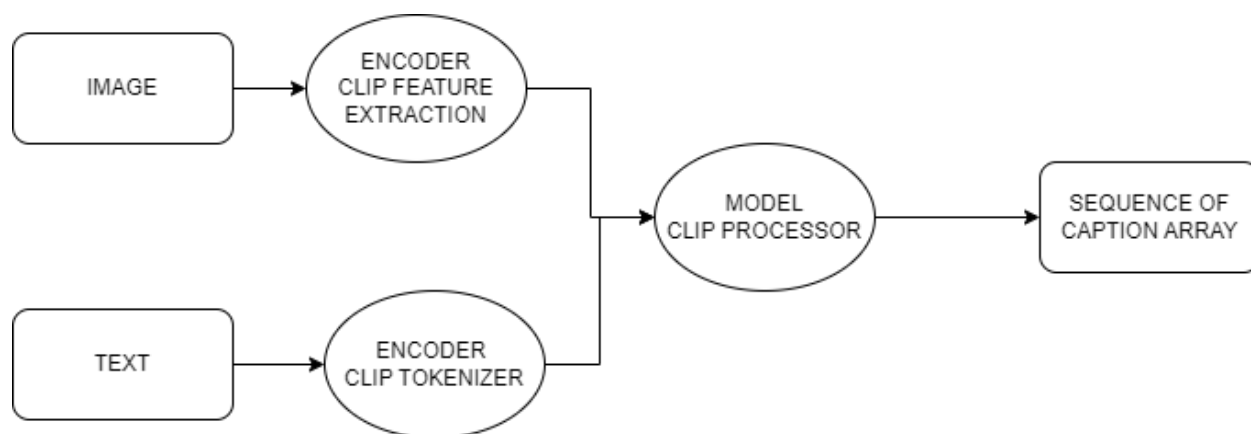 IMAGE
ENCODER
CLIP FEATURE
EXTRACTION
MODEL
CLIP PROCESSOR
SEQUENCE OF
CAPTION ARRAY
TEXT
ENCODER
CLIP TOKENIZER